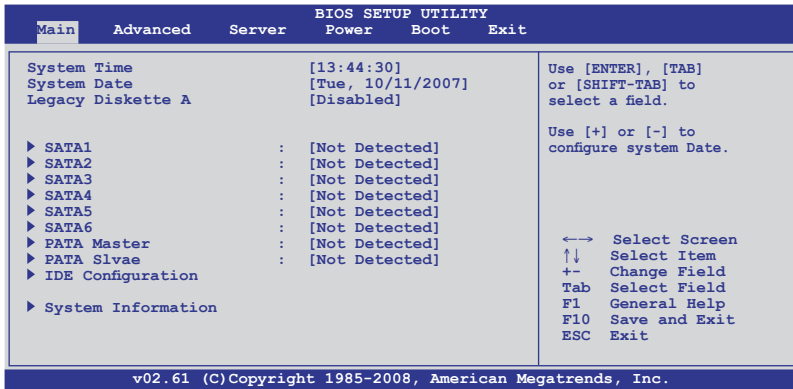 BIOS SETUP UTILITY
Main Advanced Server Power Boot Exit
System Time [13:44:30]
System Date [Tue, 10/11/2007]
Legacy Diskette A [Disabled]
SATA1 : [Not Detected]
SATA2 : [Not Detected]
SATA3 : [Not Detected]
SATA4 : [Not Detected]
SATA5 : [Not Detected]
SATA6 : [Not Detected]
PATA Master : [Not Detected]
PATA Slvae : [Not Detected]
IDE Configuration
System Information
Use [ENTER], [TAB]
or [SHIFT-TAB] to
select a field.
Use [+] or [-] to
configure system Date.
←→ Select Screen
↑↓ Select Item
+- Change Field
Tab Select Field
F1 General Help
F10 Save and Exit
ESC Exit
v02.61 (C)Copyright 1985-2008, American Megatrends, Inc.